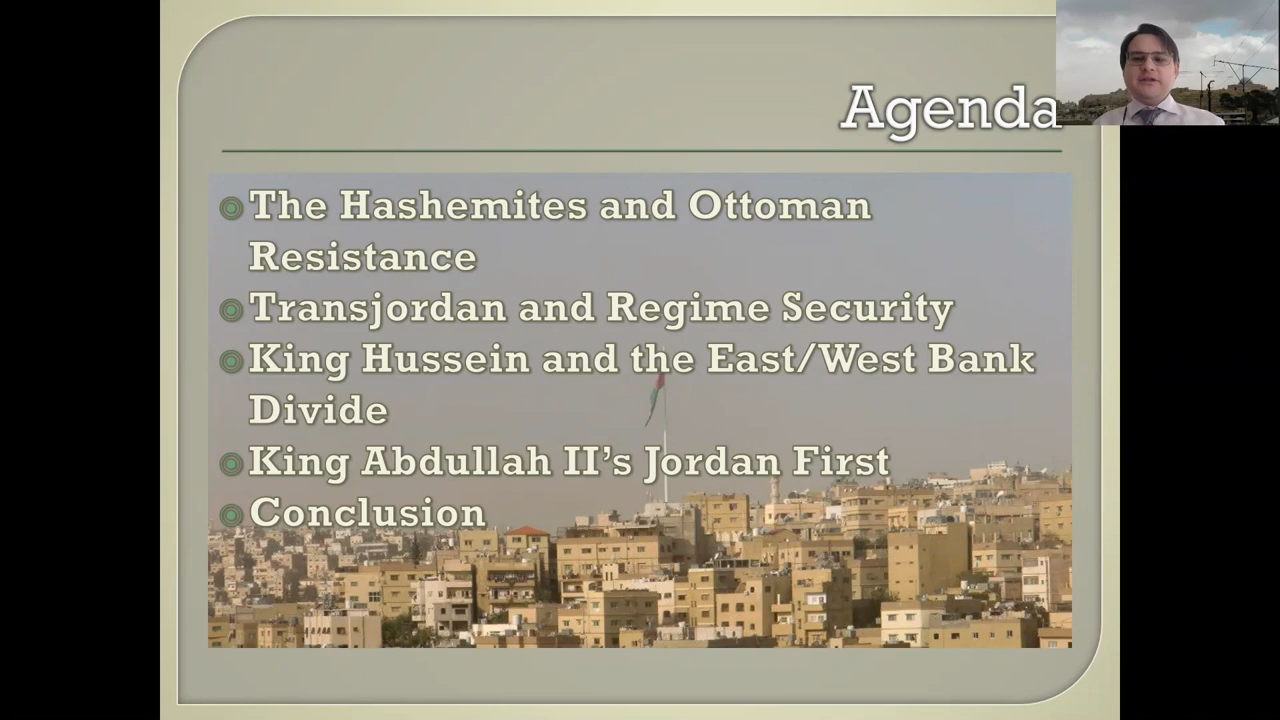 Agenda
The Hashemites and Ottoman
Resistance
Transjordan and Regime Security
King Hussein and the East/West Bank
Divide
King Abdullah II’s Jordan First
Conclusion